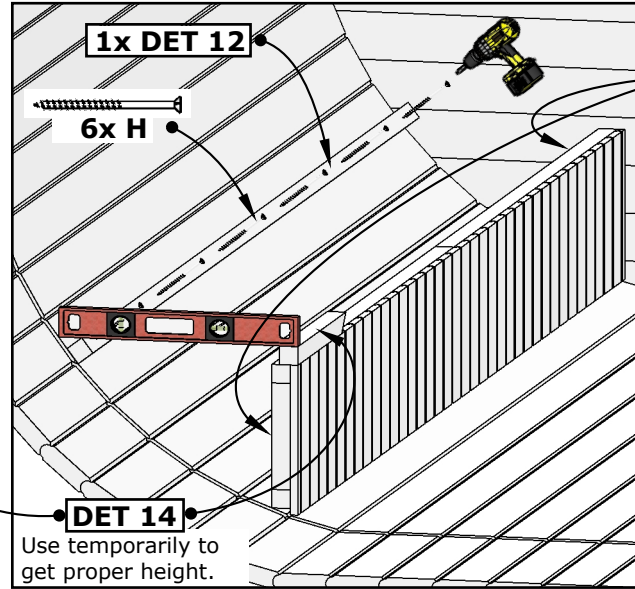 1x DET 12
6x H
DET 14
Use temporarily to
get proper height.